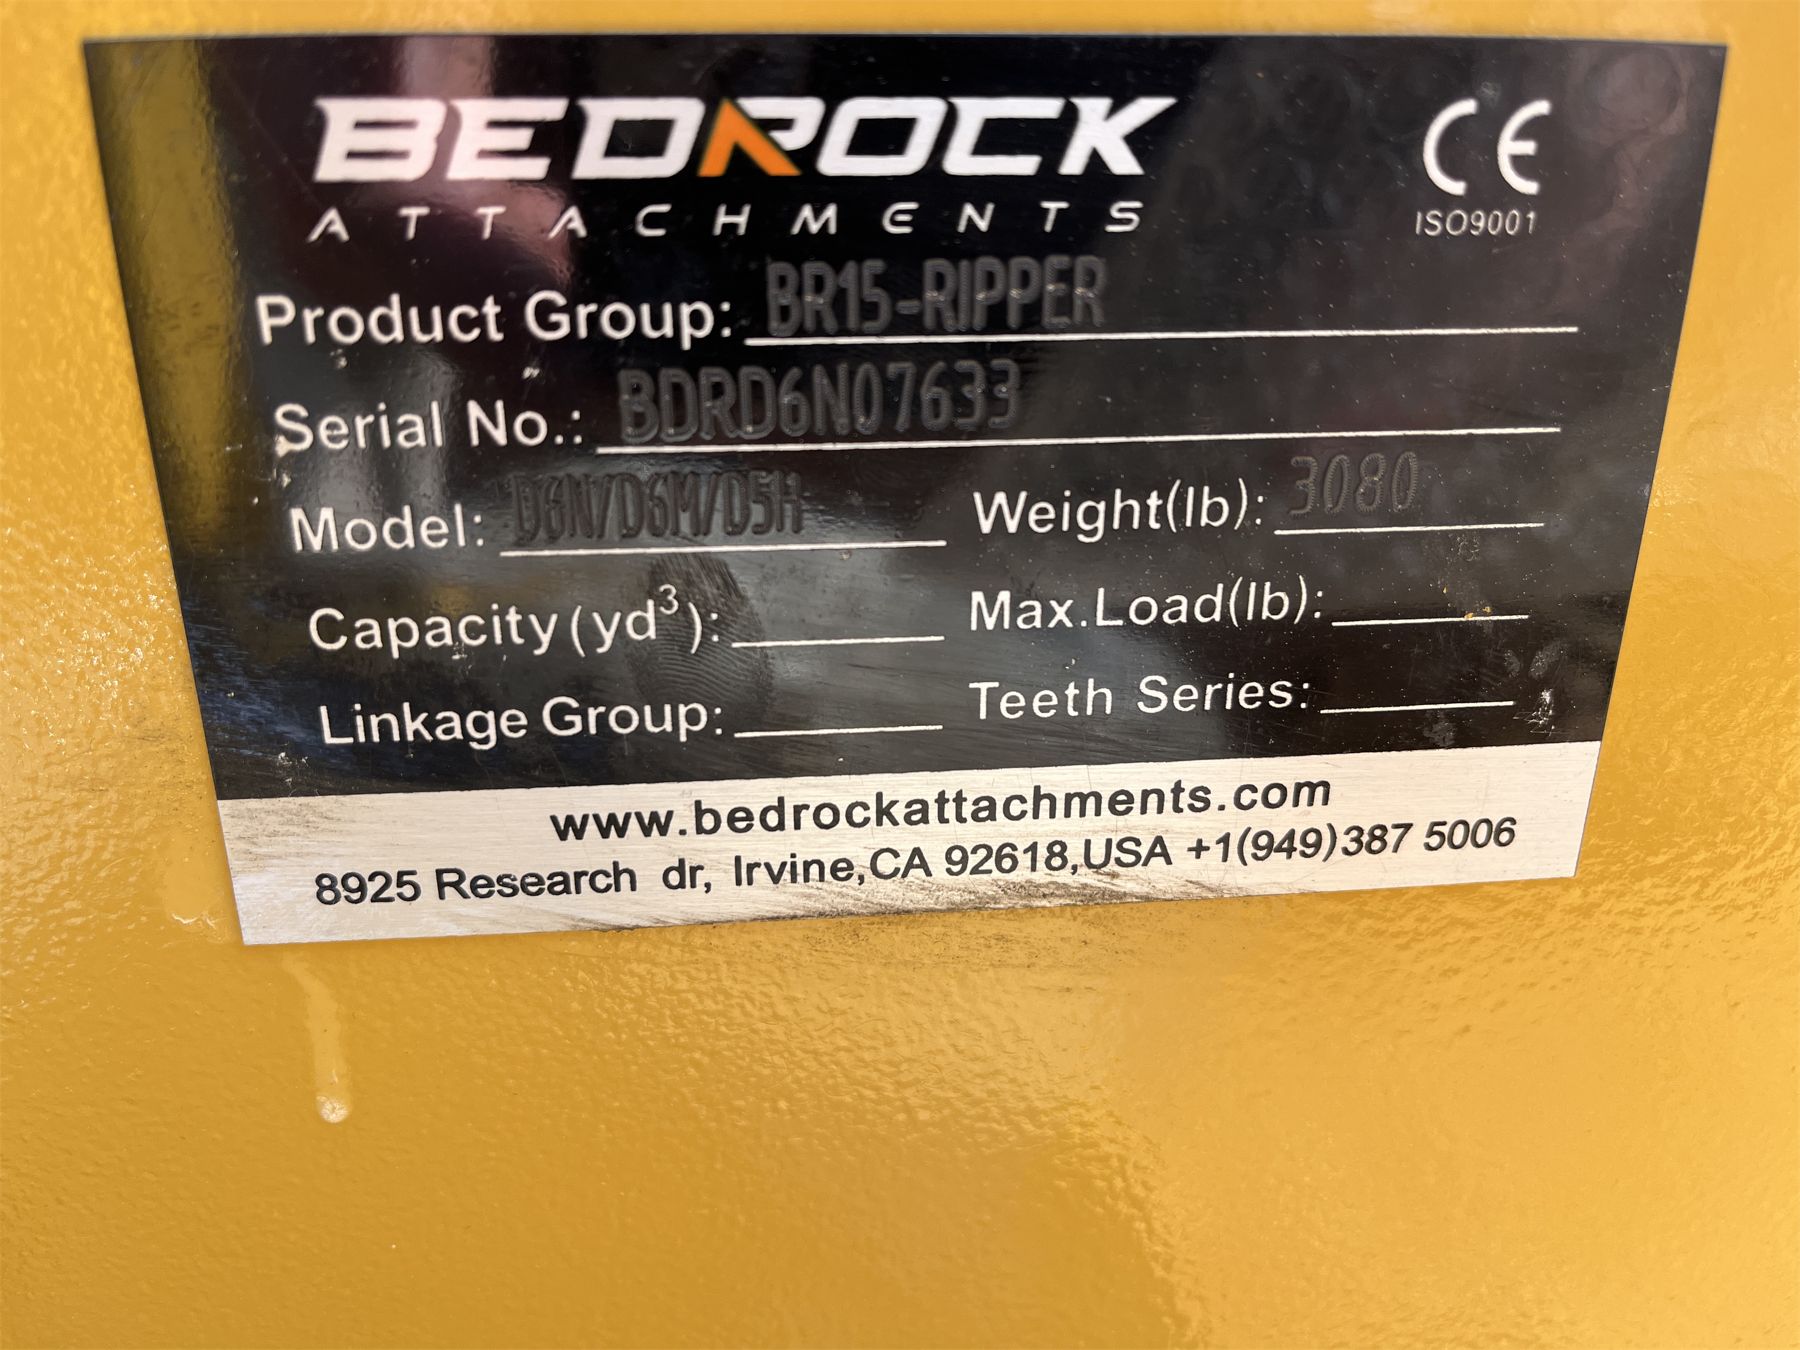 BEDROCK
ATTACHMENTS
CE
ISO9001
Product Group: BR15-RIPPER
Serial No.: BDRD6N07633
Model: D6N/D6M/D5H Weight(lb): 3080
Capacity(yd³): Max.Load(lb):
Linkage Group: Teeth Series:
www.bedrockattachments.com
8925 Research dr, Irvine,CA 92618,USA +1(949)387 5006